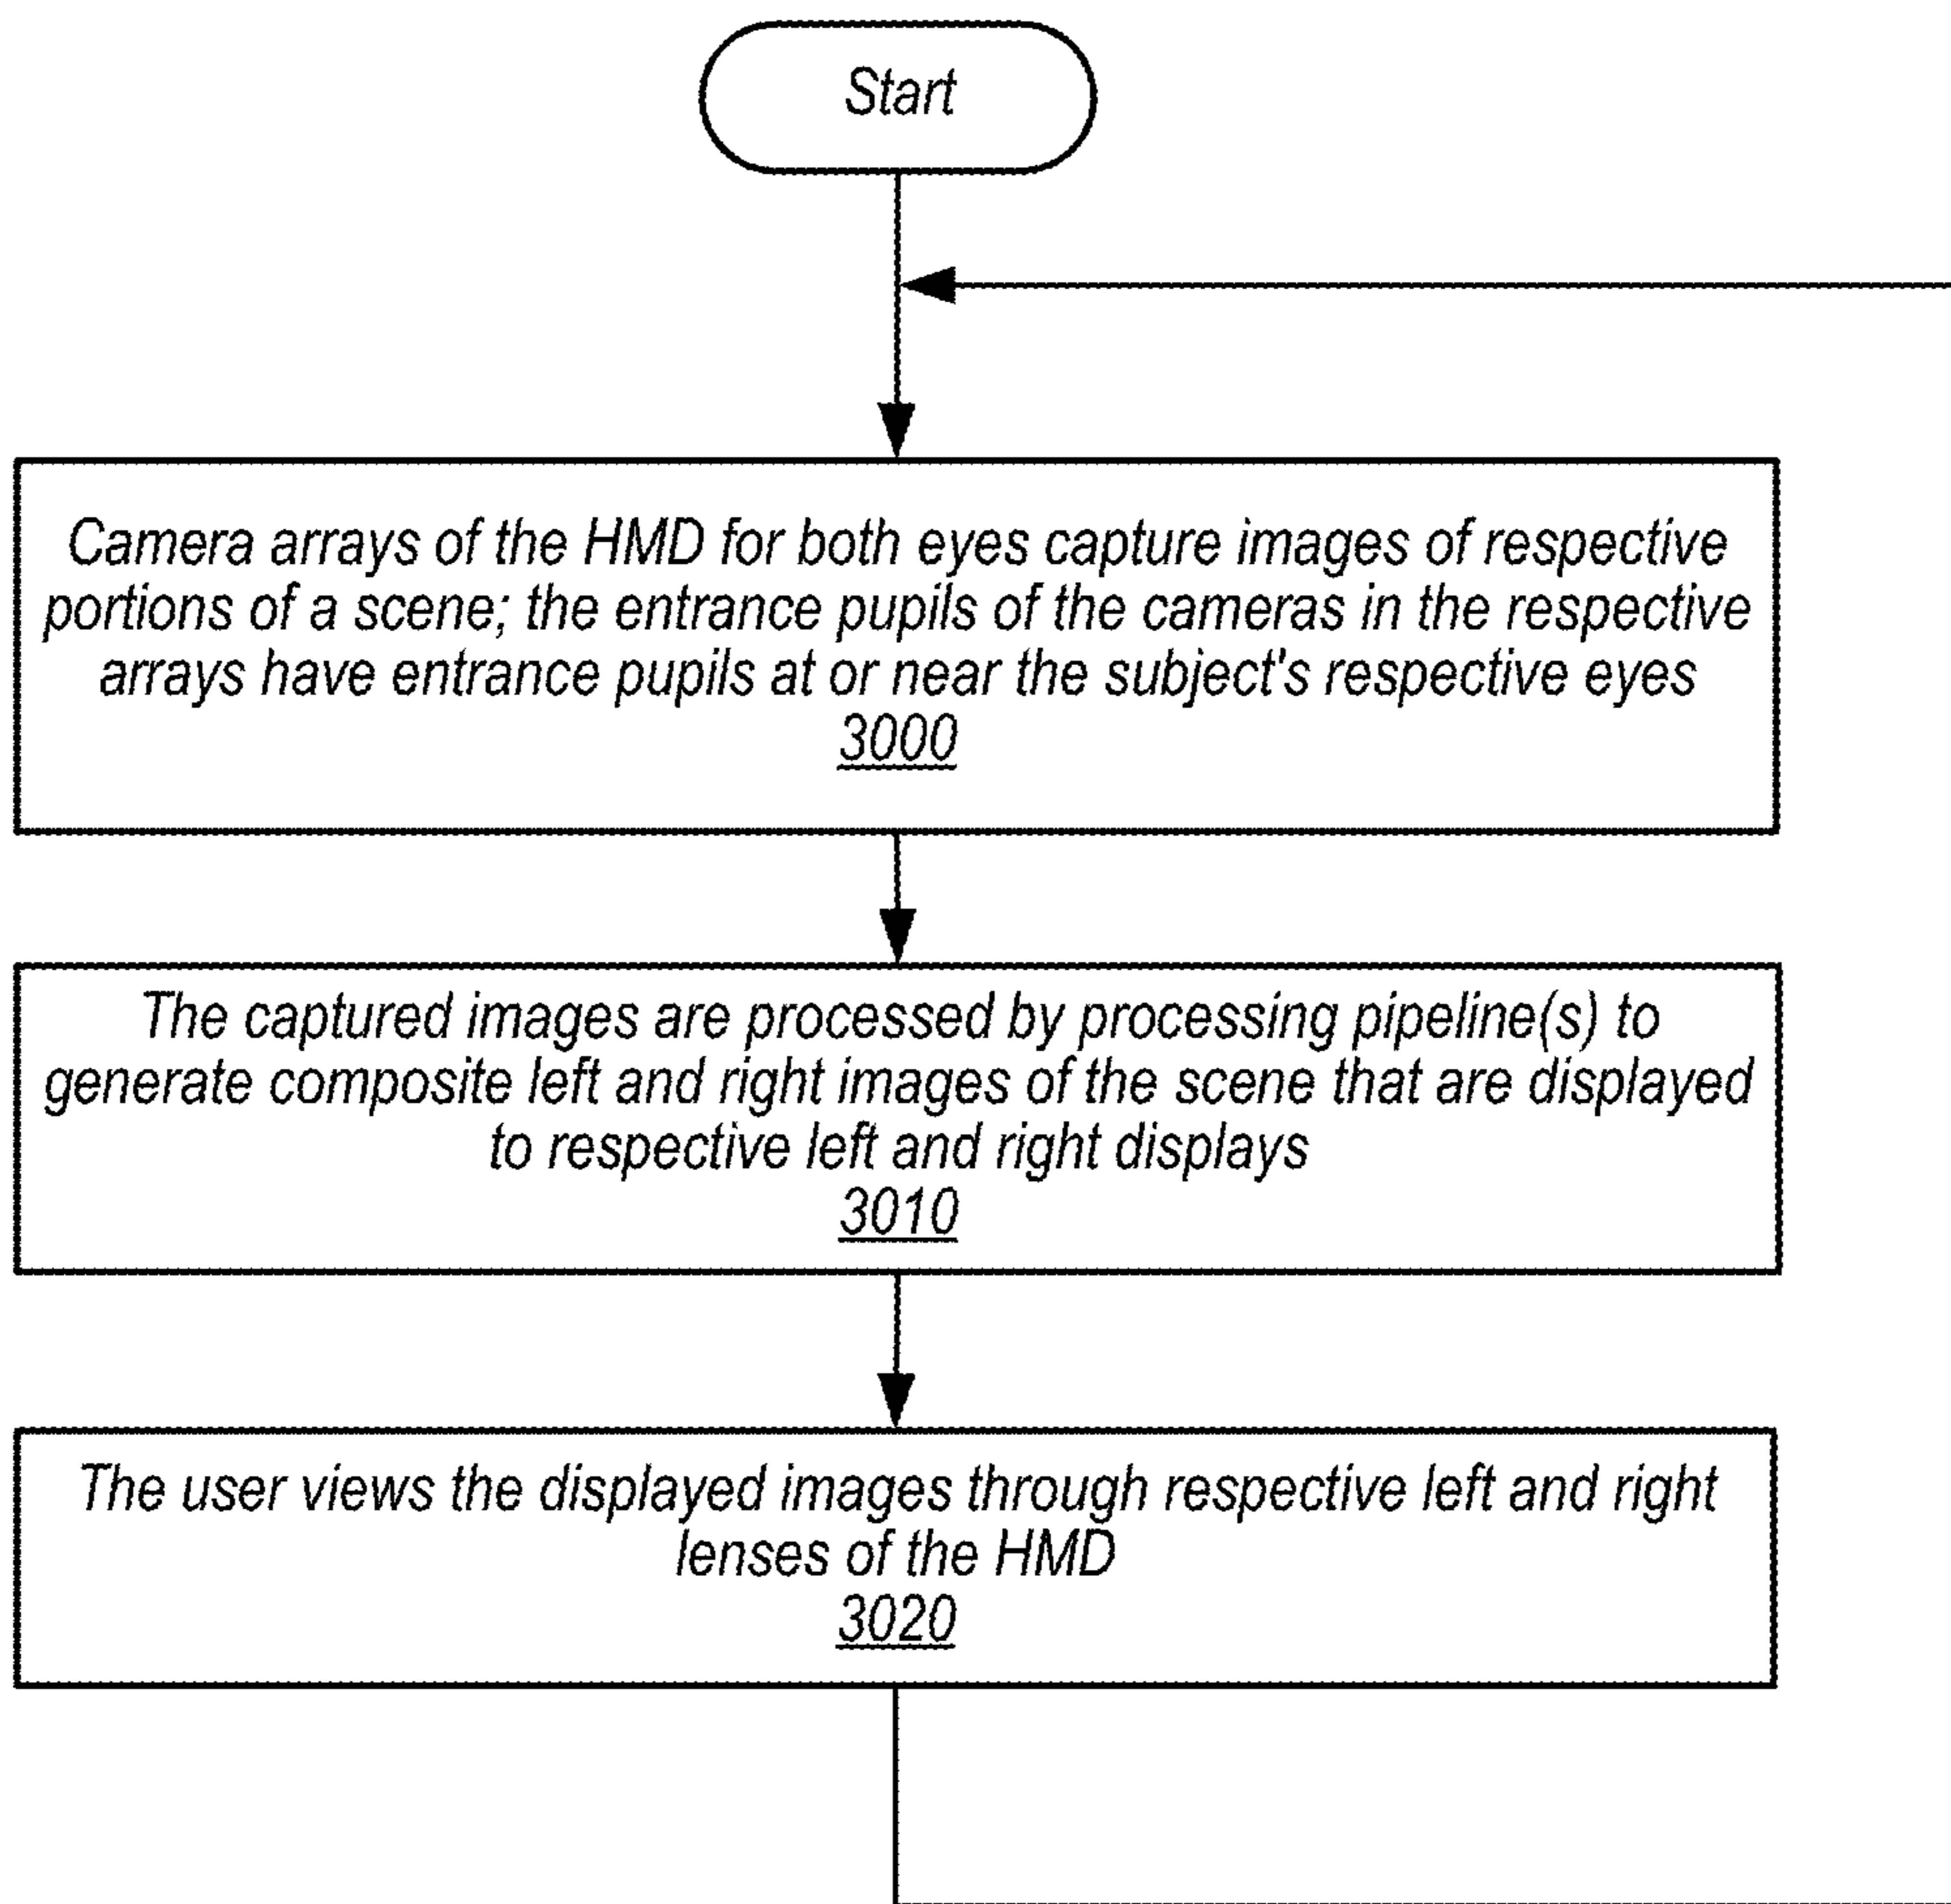 Start
Camera arrays of the HMD for both eyes capture images of respective
portions of a scene; the entrance pupils of the cameras in the respective
arrays have entrance pupils at or near the subject's respective eyes
3000
The captured images are processed by processing pipeline(s) to
generate composite left and right images of the scene that are displayed
to respective left and right displays
3010
The user views the displayed images through respective left and right
lenses of the HMD
3020